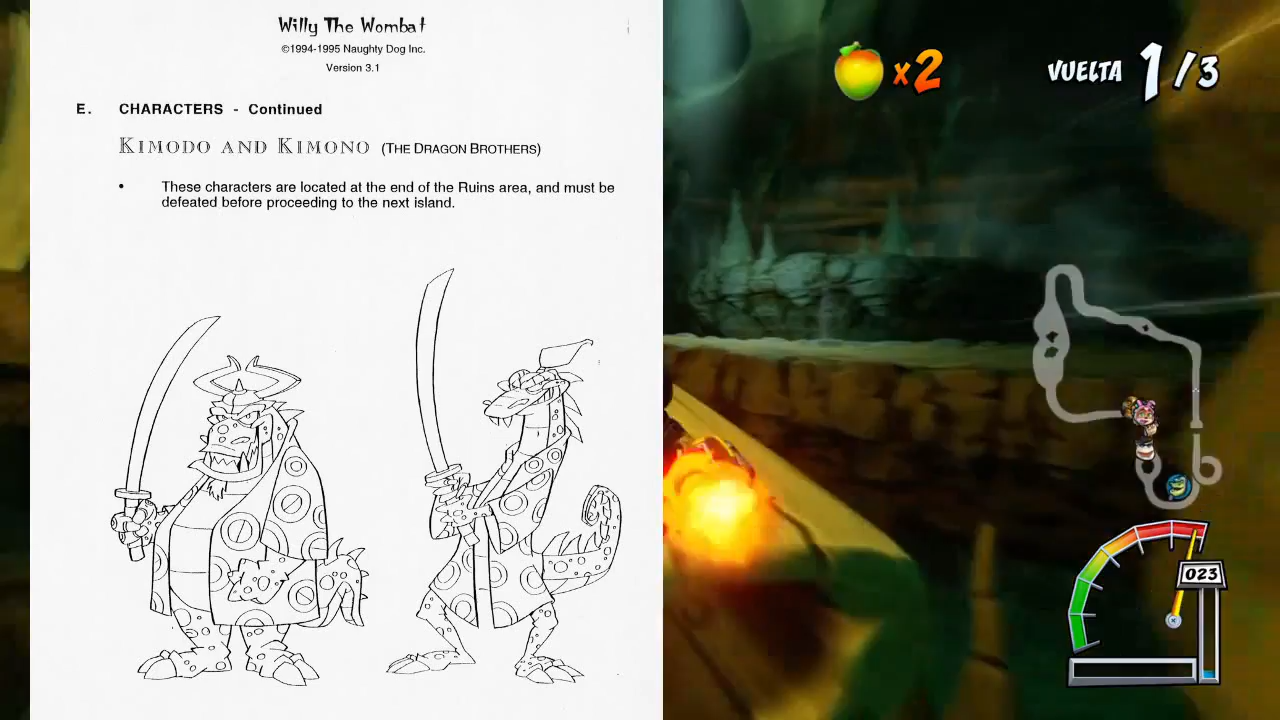 Willy The Wombat
©1994-1995 Naughty Dog Inc.
Version 3.1
E. CHARACTERS - Continued
KIMODO AND KIMONO (THE DRAGON BROTHERS)
• These characters are located at the end of the Ruins area, and must be
defeated before proceeding to the next island.
x2
VUELTA 1/3
023